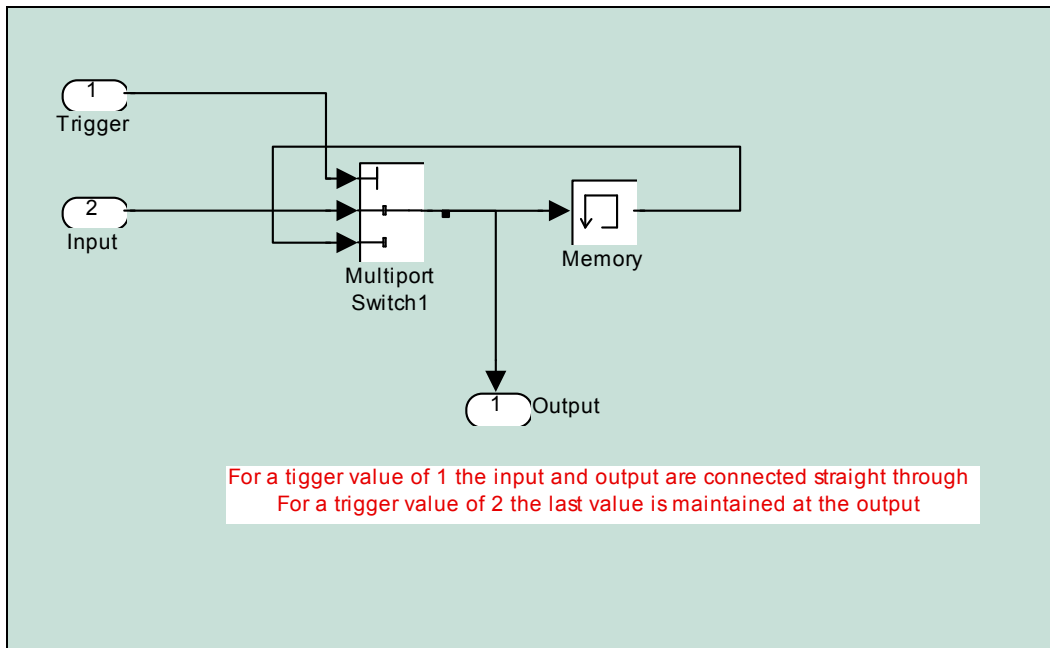 1
Trigger
2
Input
Multiport
Switch1
Memory
1
Output
For a tigger value of 1 the input and output are connected straight through
For a trigger value of 2 the last value is maintained at the output